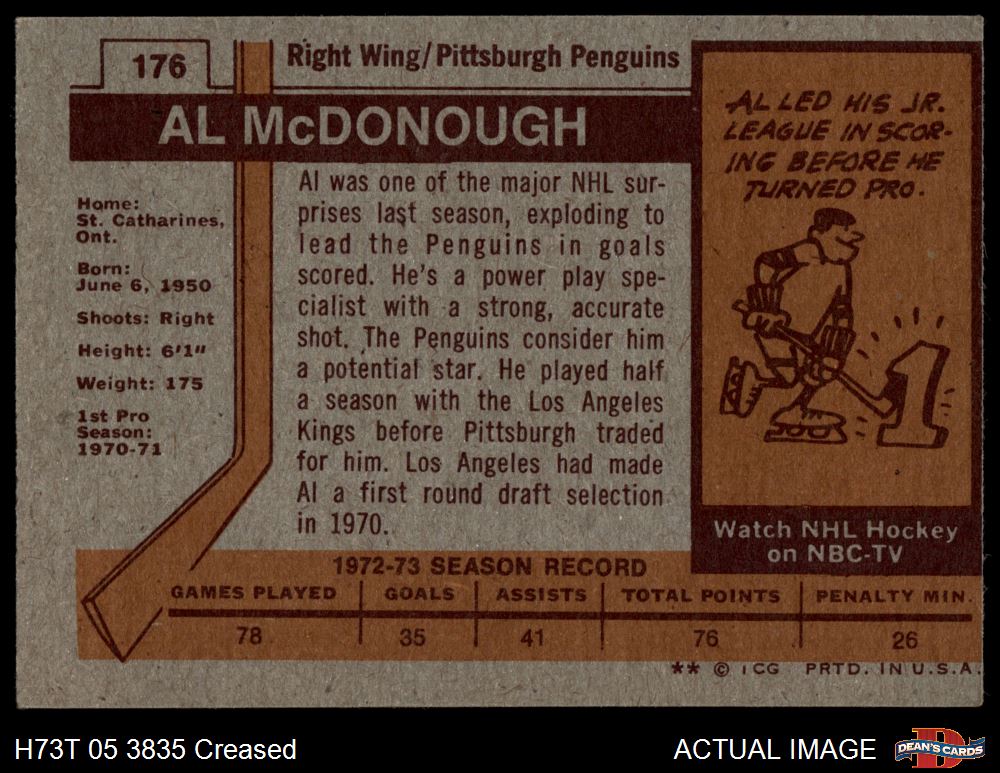 176
Right Wing/Pittsburgh Penguins
AL McDONOUGH
Home:
St. Catharines,
Ont.
Born:
June 6, 1950
Shoots: Right
Height: 6'1"
Weight: 175
1st Pro
Season:
1970-71
Al was one of the major NHL sur-
prises last season, exploding to
lead the Penguins in goals
scored. He's a power play spe-
cialist with a strong, accurate
shot. The Penguins consider him
a potential star. He played half
a season with the Los Angeles
Kings before Pittsburgh traded
for him. Los Angeles had made
Al a first round draft selection
in 1970.
AL LED HIS JR.
LEAGUE IN SCOR-
ING BEFORE HE
TURNED PRO.
1
Watch NHL Hockey
on NBC-TV
1972-73 SEASON RECORD
GAMES PLAYED GOALS ASSISTS TOTAL POINTS PENALTY MIN.
78 35 41 76 26
** © TCG PRTD. IN U.S.A.
H73T 05 3835 Creased
ACTUAL IMAGE
DEAN'S CARDS